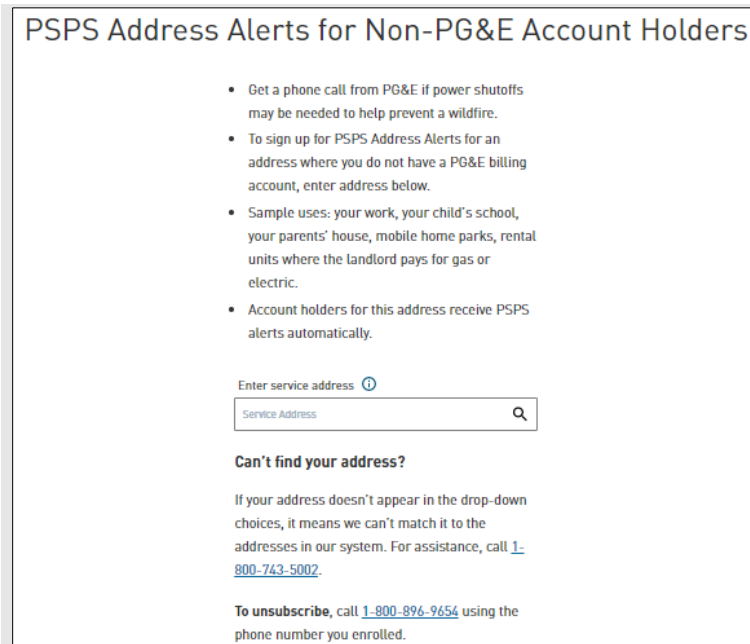 PSPS Address Alerts for Non-PG&E Account Holders
• Get a phone call from PG&E if power shutoffs
may be needed to help prevent a wildfire.
• To sign up for PSPS Address Alerts for an
address where you do not have a PG&E billing
account, enter address below.
• Sample uses: your work, your child's school,
your parents' house, mobile home parks, rental
units where the landlord pays for gas or
electric.
• Account holders for this address receive PSPS
alerts automatically.
Enter service address
Service Address
Can't find your address?
If your address doesn't appear in the drop-down
choices, it means we can't match it to the
addresses in our system. For assistance, call 1-
800-743-5002.
To unsubscribe, call 1-800-896-9654 using the
phone number you enrolled.